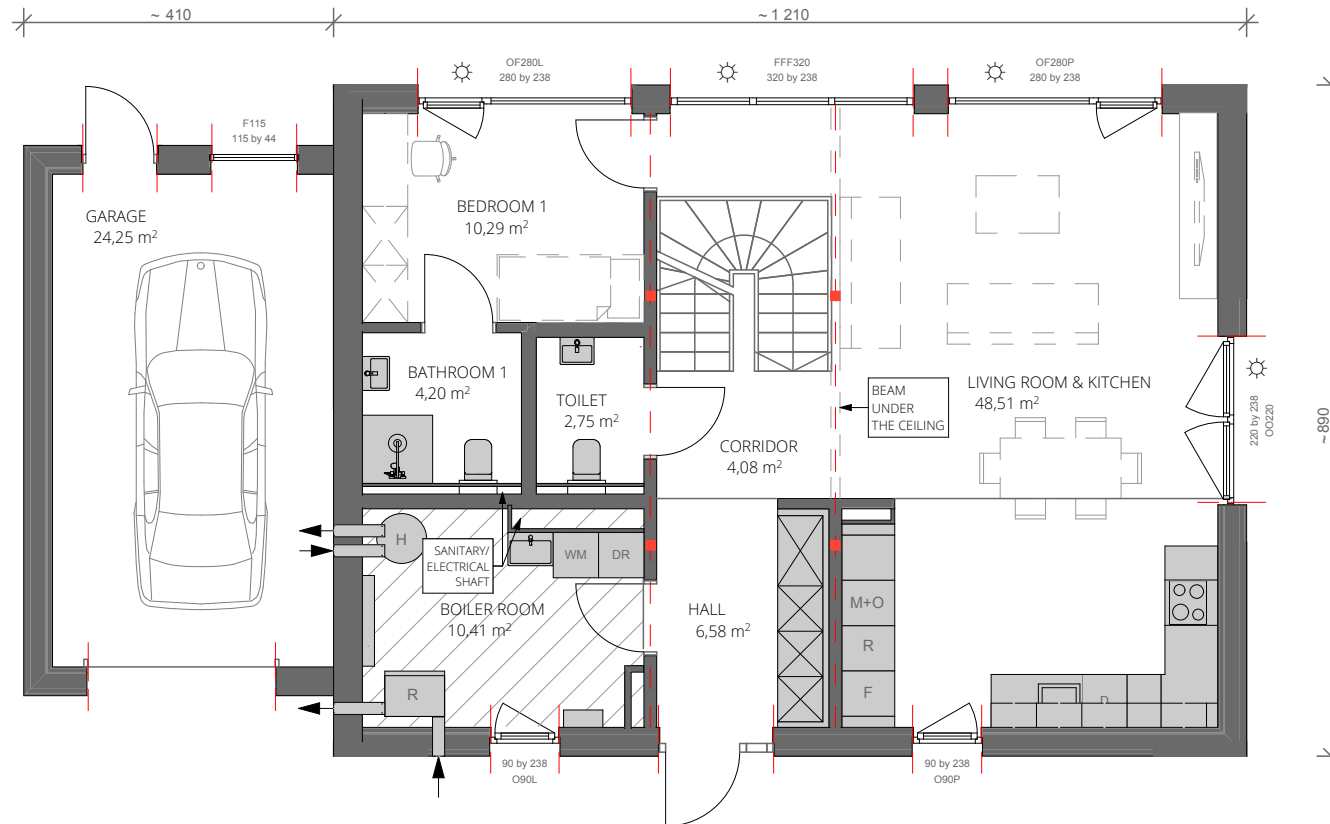 ~ 410
~ 1 210
OF280L
280 by 238
FFF320
320 by 238
OF280P
280 by 238
F115
115 by 44
GARAGE
24,25 m²
BEDROOM 1
10,29 m²
BATHROOM 1
4,20 m²
TOILET
2,75 m²
BEAM
UNDER
THE CEILING
LIVING ROOM & KITCHEN
48,51 m²
220 by 238
OO220
~890
CORRIDOR
4,08 m²
H
SANITARY/
ELECTRICAL
SHAFT
WM
DR
BOILER ROOM
10,41 m²
HALL
6,58 m²
M+O
R
F
R
D
90 by 238
O90L
90 by 238
O90P